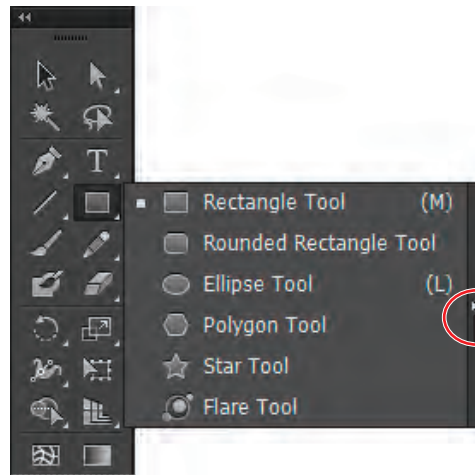 Rectangle Tool (M)
Rounded Rectangle Tool
Ellipse Tool (L)
Polygon Tool
Star Tool
Flare Tool